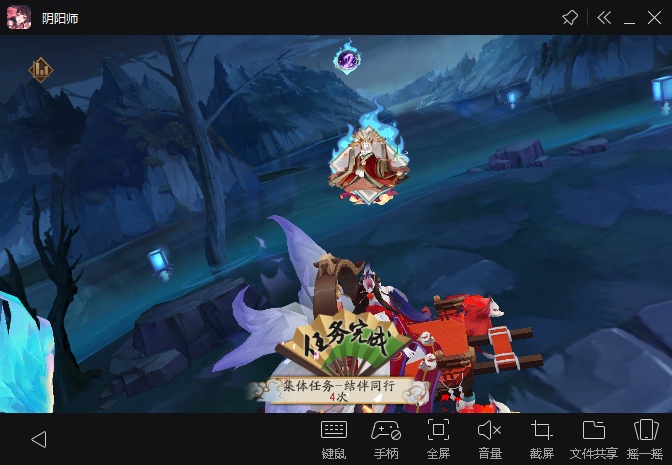 阴阳师
任务完成
集体任务-结伴同行
4次
键鼠
手柄
全屏
音量
截屏
文件共享
摇一摇